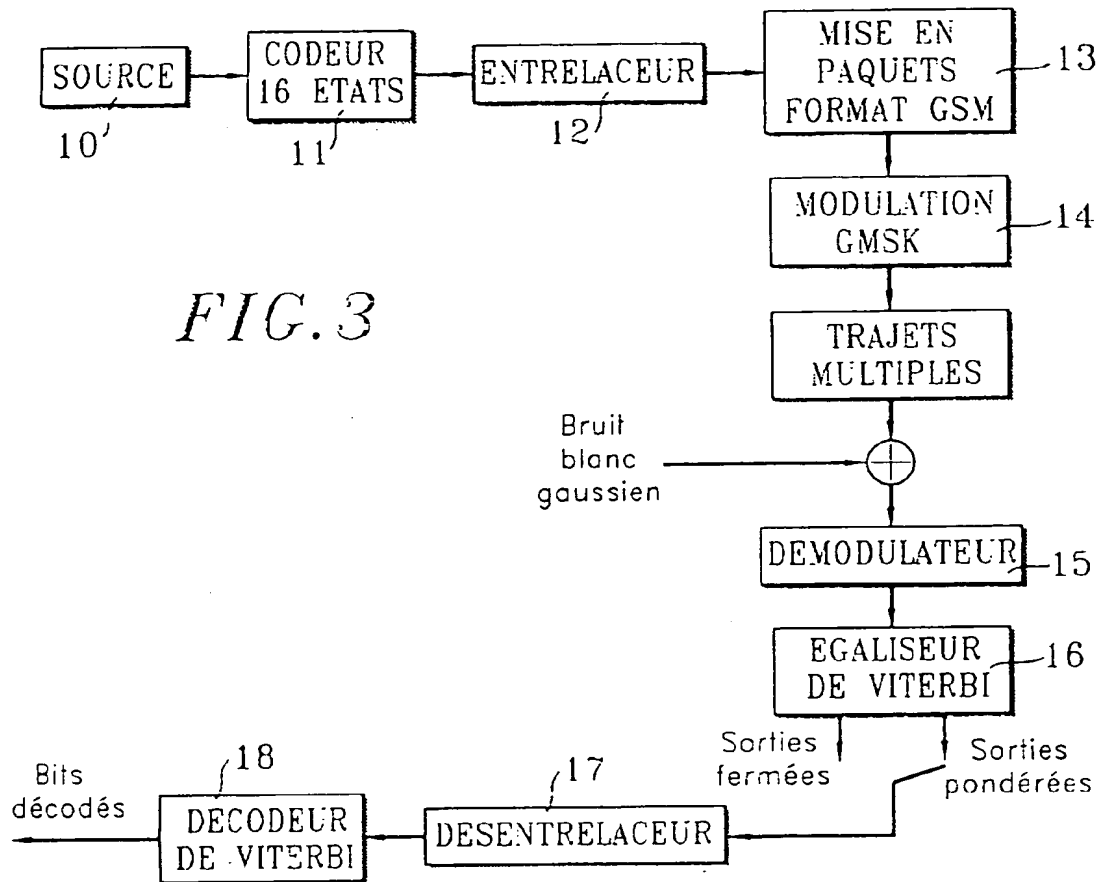 SOURCE
10'
CODEUR
16 ETATS
11
ENTRELACEUR
12
MISE EN
PAQUETS
FORMAT GSM
13
MODULATION
GMSK
14
FIG.3
TRAJETS
MULTIPLES
Bruit
blanc
gaussien
DEMODULATEUR
15
EGALISEUR
DE VITERBI
16
Sorties
fermées
Sorties
pondérées
17
DESENTRELACEUR
18
DECODEUR
DE VITERBI
Bits
décodés